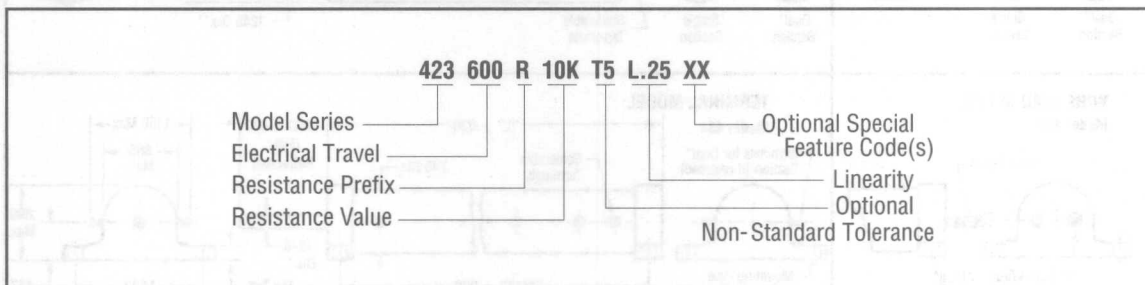 423 600 R 10K T5 L.25 XX
Model Series
Electrical Travel
Resistance Prefix
Resistance Value
Optional Special
Feature Code(s)
Linearity
Optional
Non-Standard Tolerance